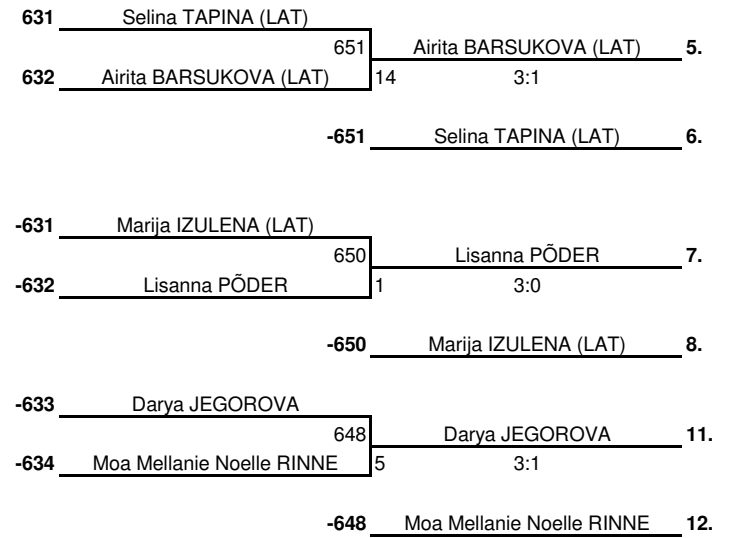 631 Selina TAPINA (LAT)
651 Airita BARSUKOVA (LAT) 5.
632 Airita BARSUKOVA (LAT) 14 3:1
-651 Selina TAPINA (LAT) 6.
-631 Marija IZULENA (LAT)
650 Lisanna PÕDER 7.
-632 Lisanna PÕDER 1 3:0
-650 Marija IZULENA (LAT) 8.
-633 Darya JEGOROVA
648 Darya JEGOROVA 11.
-634 Moa Mellanie Noelle RINNE 5 3:1
-648 Moa Mellanie Noelle RINNE 12.